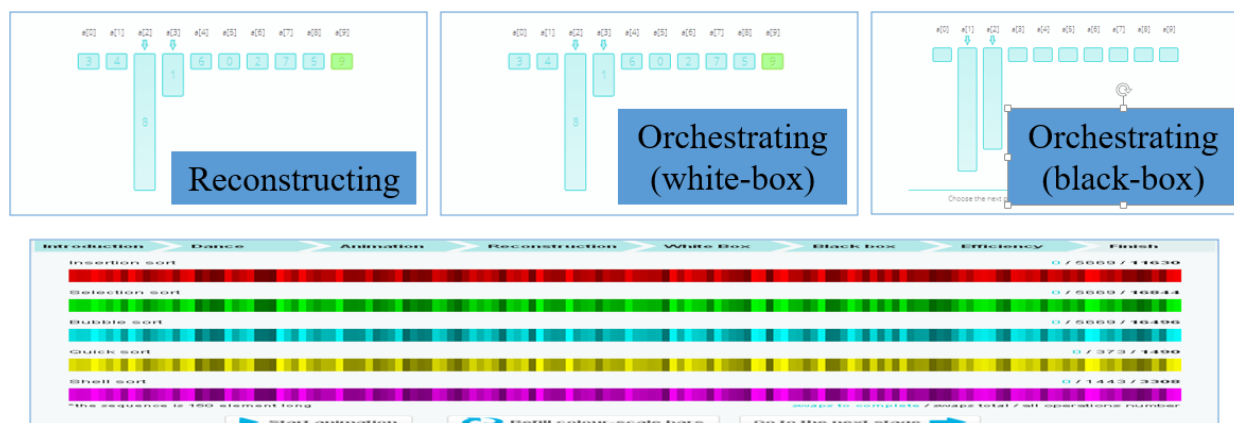 a[0] a[1] a[2] a[3] a[4] a[5] a[6] a[7] a[8] a[9]
3 4 8 1 6 0 2 7 5 9
Reconstructing
a[0] a[1] a[2] a[3] a[4] a[5] a[6] a[7] a[8] a[9]
3 4 8 1 6 0 2 7 5 9
Orchestrating
(white-box)
a[0] a[1] a[2] a[3] a[4] a[5] a[6] a[7] a[8] a[9]
Choose the next
Orchestrating
(black-box)
Introduction Dance Animation Reconstruction White Box Black box Efficiency Finish
Insertion sort 0 / 5669 / 11630
Selection sort 0 / 5669 / 16844
Bubble sort 0 / 5669 / 16496
Quick sort 0 / 373 / 1490
Shell sort 0 / 1443 / 3308
*the sequence is 150 element long swaps to complete / swaps total / all operations number
Start animation Refill colour-scale bars Go to the next stage